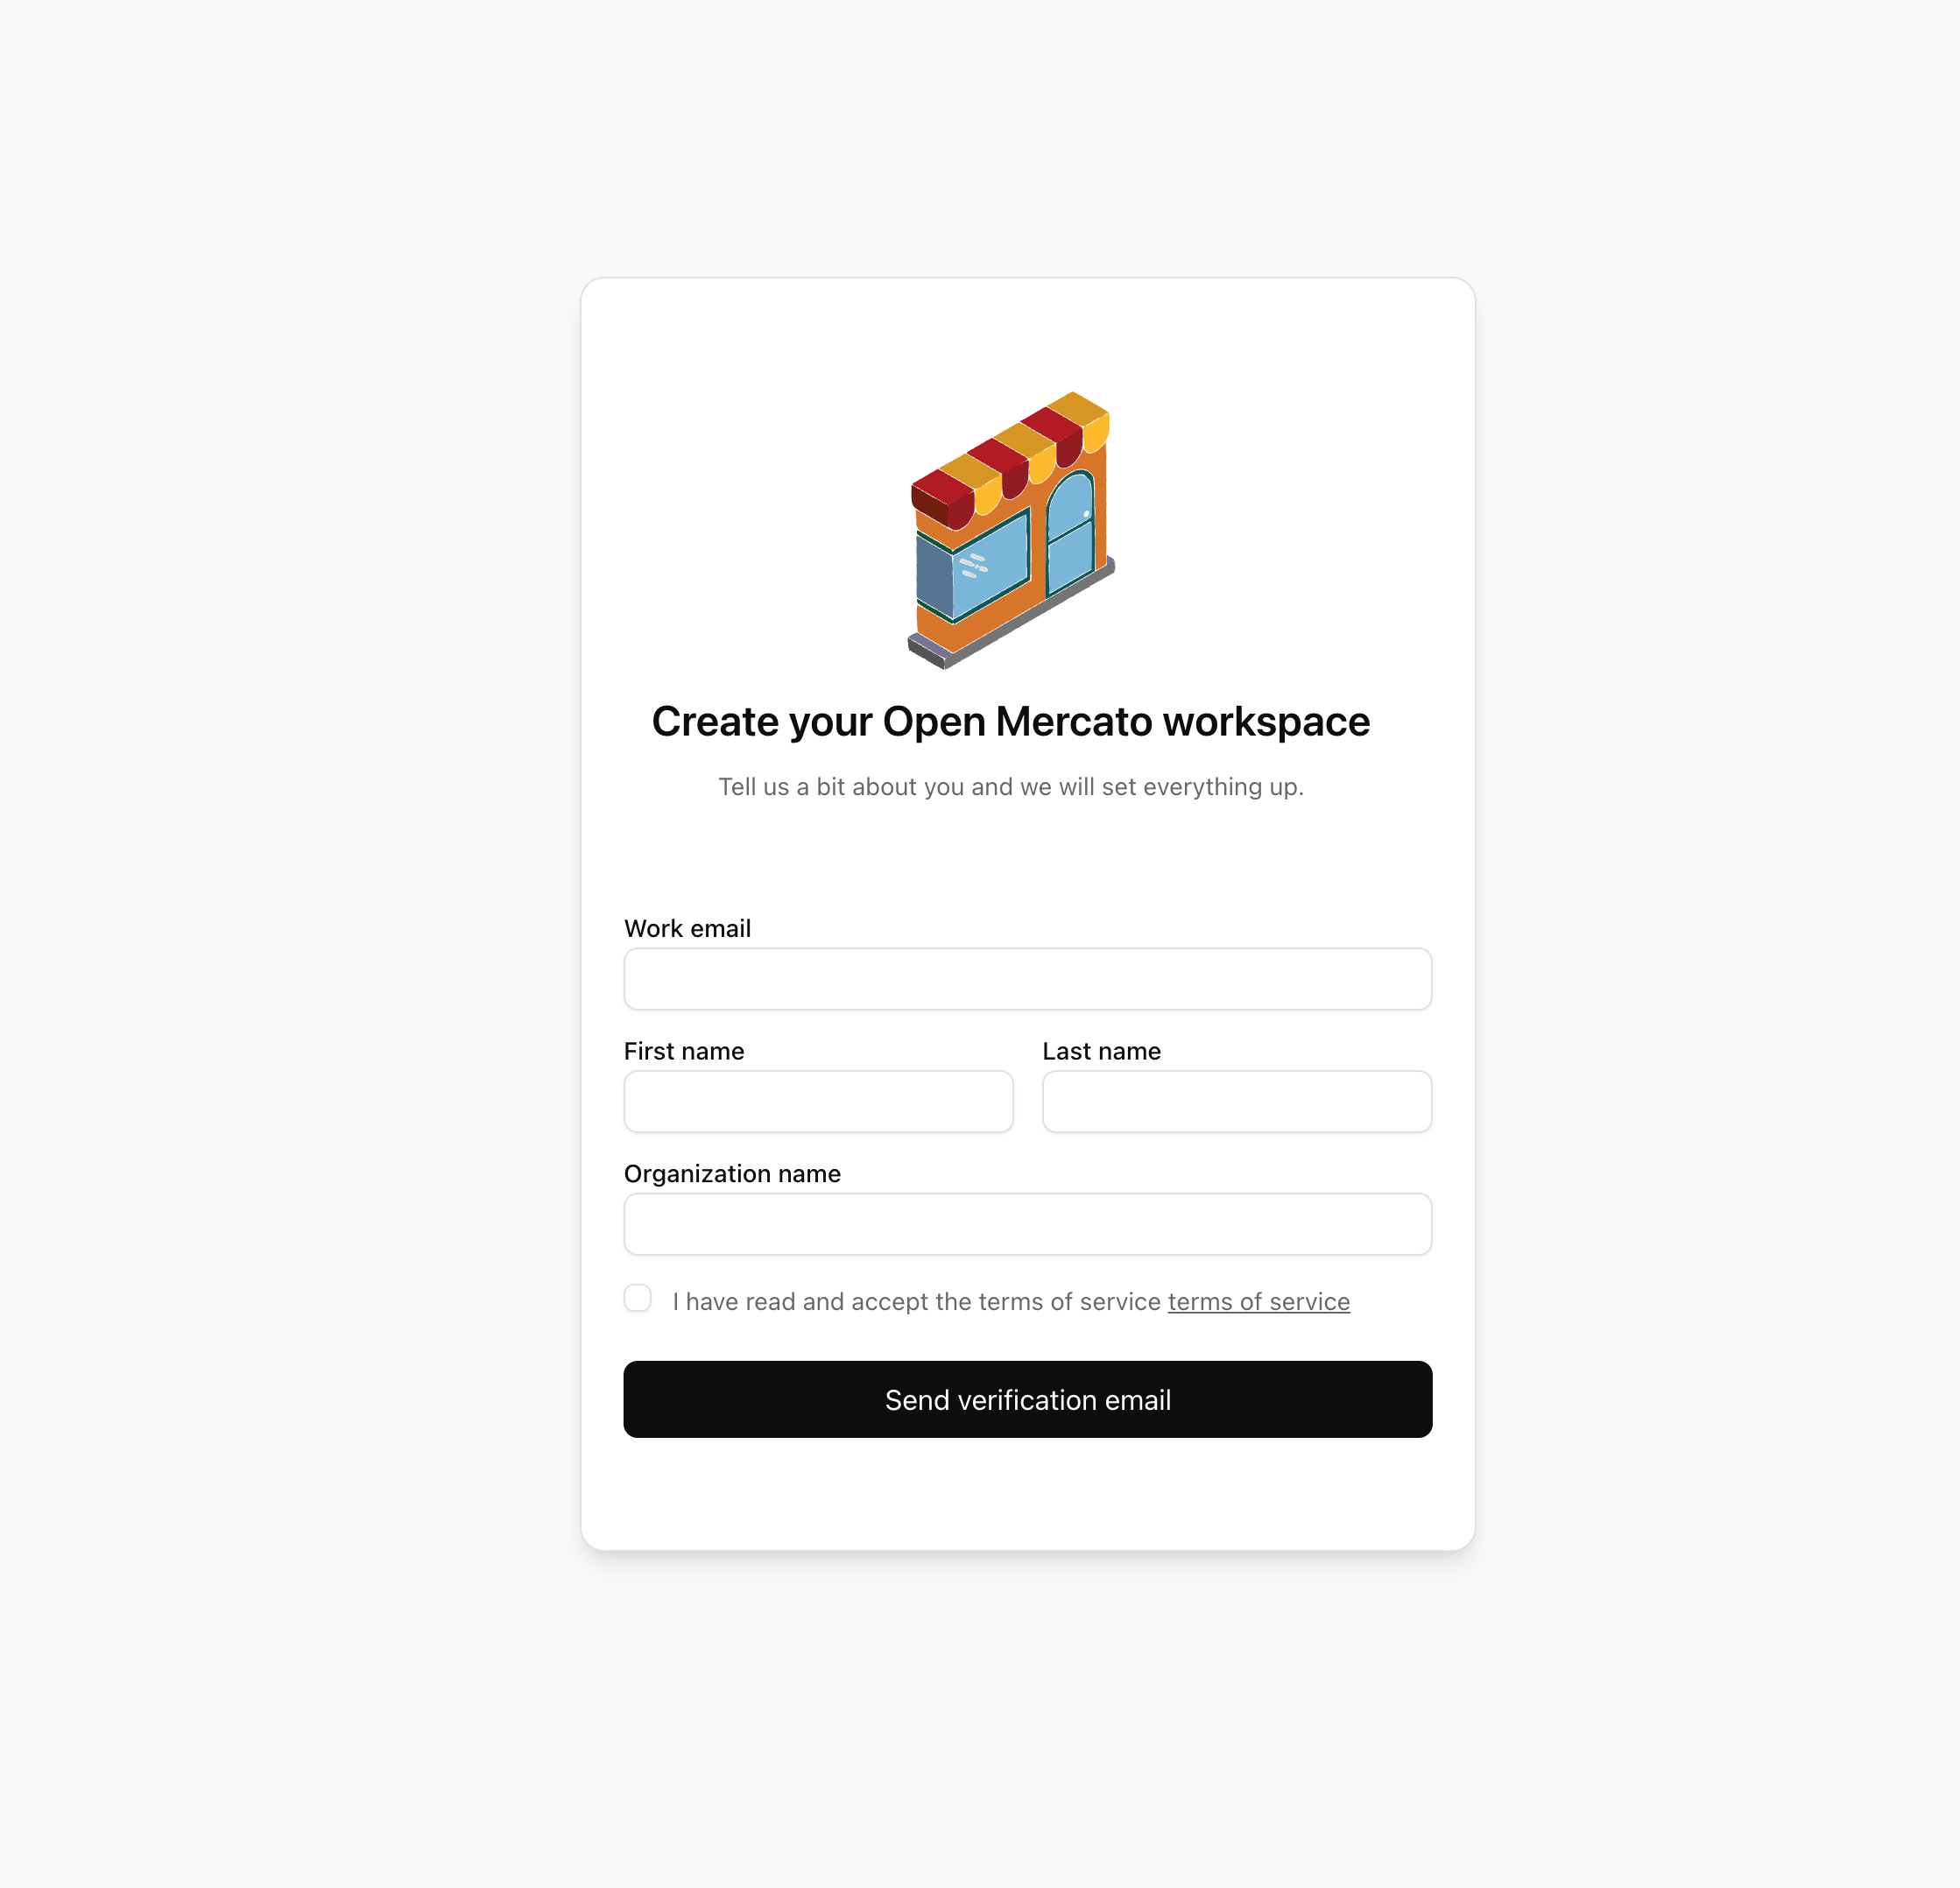 Create your Open Mercato workspace
Tell us a bit about you and we will set everything up.
Work email
First name
Last name
Organization name
I have read and accept the terms of service terms of service
Send verification email